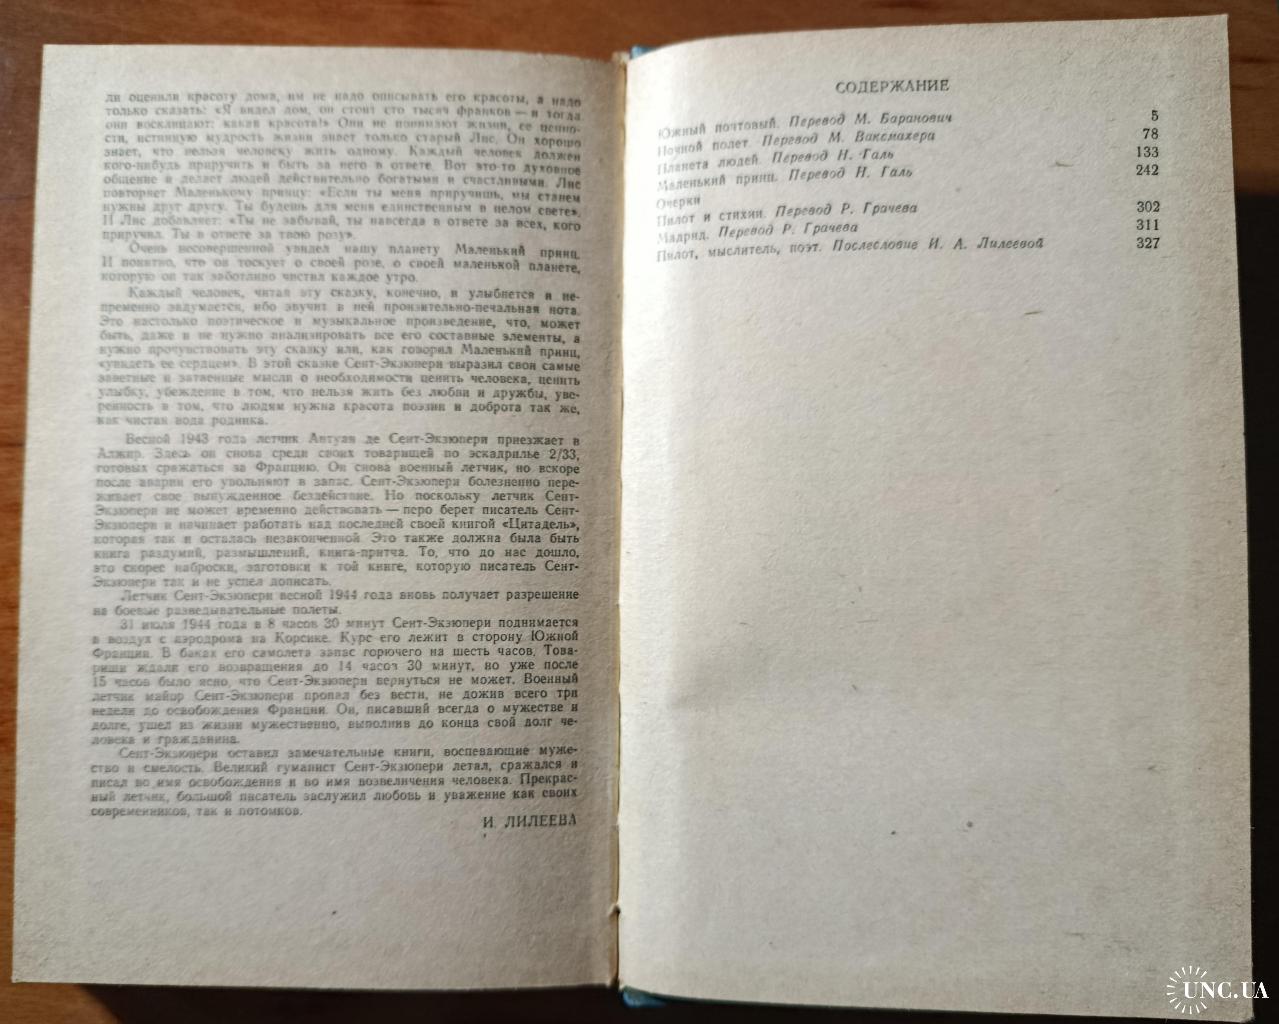 ли оценили красоту дома, им не надо описывать его красоты, а надо
только сказать: «Я видел дом, он стоит сто тысяч франков — и тогда
они восклицают: какая красота!» Они не понимают жизни, ее ценно-
сти, истинную мудрость жизни знает только старый Лис. Он хорошо
знает, что нельзя человеку жить одному. Каждый человек должен
кого-нибудь приручить и быть за него в ответе. Вот это-то духовное
общение и делает людей действительно богатыми и счастливыми. Лис
повторяет Маленькому принцу: «Если ты меня приручишь, мы станем
нужны друг другу. Ты будешь для меня единственным в целом свете».
И Лис добавляет: «Ты не забывай, ты навсегда в ответе за всех, кого
приручил. Ты в ответе за твою розу».
Очень несовершенной увидел нашу планету Маленький принц.
И понятно, что он тоскует о своей розе, о своей маленькой планете,
которую он так заботливо чистил каждое утро.
Каждый человек, читая эту сказку, конечно, и улыбнется и не-
пременно задумается, ибо звучит в ней пронзительно-печальная нота.
Это настолько поэтическое и музыкальное произведение, что, может
быть, даже и не нужно анализировать все его составные элементы, а
нужно прочувствовать эту сказку или, как говорил Маленький принц,
«увидеть ее сердцем». В этой сказке Сент-Экзюпери выразил свои самые
заветные и затаенные мысли о необходимости ценить человека, ценить
улыбку, убеждение в том, что нельзя жить без любви и дружбы, уве-
ренность в том, что людям нужна красота поэзии и доброта так же,
как чистая вода родника.
Весной 1943 года летчик Антуан де Сент-Экзюпери приезжает в
Алжир. Здесь он снова среди своих товарищей по эскадрилье 2/33,
готовых сражаться за Францию. Он снова военный летчик, но вскоре
после аварии его увольняют в запас. Сент-Экзюпери болезненно пере-
живает свое вынужденное бездействие. Но поскольку летчик Сент-
Экзюпери не может временно действовать — перо берет писатель Сент-
Экзюпери и начинает работать над последней своей книгой «Цитадель»,
которая так и осталась незаконченной. Это также должна была быть
книга раздумий, размышлений, книга-притча. То, что до нас дошло,
это скорее наброски, заготовки к той книге, которую писатель Сент-
Экзюпери так и не успел дописать.
Летчик Сент-Экзюпери весной 1944 года вновь получает разрешение
на боевые разведывательные полеты.
31 июля 1944 года в 8 часов 30 минут Сент-Экзюпери поднимается
в воздух с аэродрома на Корсике. Курс его лежит в сторону Южной
Франции. В баках его самолета запас горючего на шесть часов. Това-
рищи ждали его возвращения до 14 часов 30 минут, но уже после
15 часов было ясно, что Сент-Экзюпери вернуться не может. Военный
летчик майор Сент-Экзюпери пропал без вести, не дожив всего три
недели до освобождения Франции. Он, писавший всегда о мужестве и
долге, ушел из жизни мужественно, выполнив до конца свой долг че-
ловека и гражданина.
Сент-Экзюпери оставил замечательные книги, воспевающие муже-
ство и смелость. Великий гуманист Сент-Экзюпери летал, сражался и
писал во имя освобождения и во имя возвеличения человека. Прекрас-
ный летчик, большой писатель заслужил любовь и уважение как своих
современников, так и потомков.
И. ЛИЛЕЕВА
СОДЕРЖАНИЕ
Южный почтовый. Перевод М. Баранович 5
Ночной полет. Перевод М. Ваксмахера 78
Планета людей. Перевод Н. Галь 133
Маленький принц. Перевод Н. Галь 242
Очерки
Пилот и стихии. Перевод Р. Грачева 302
Мадрид. Перевод Р. Грачева 311
Пилот, мыслитель, поэт. Послесловие И. А. Лилеевой 327
UNC.UA